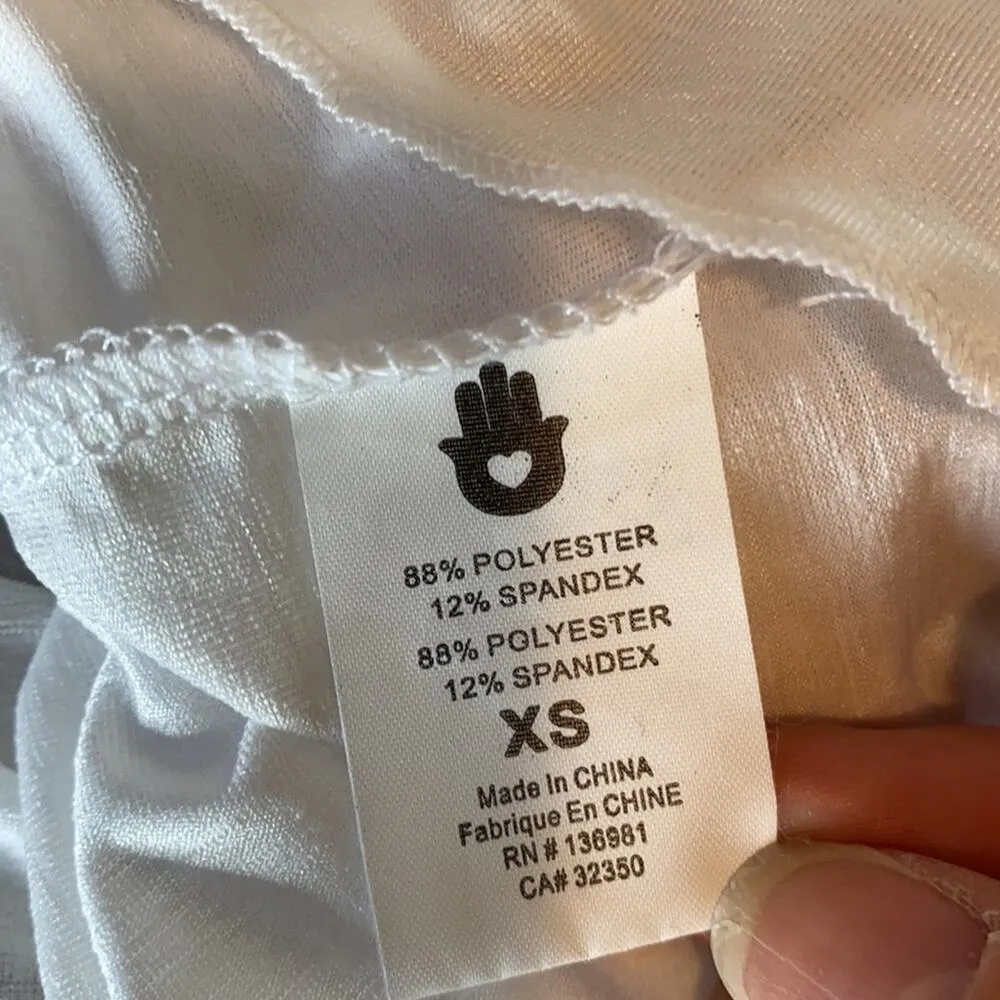 88% POLYESTER
12% SPANDEX
88% POLYESTER
12% SPANDEX
XS
Made In CHINA
Fabrique En CHINE
RN # 136981
CA# 32350